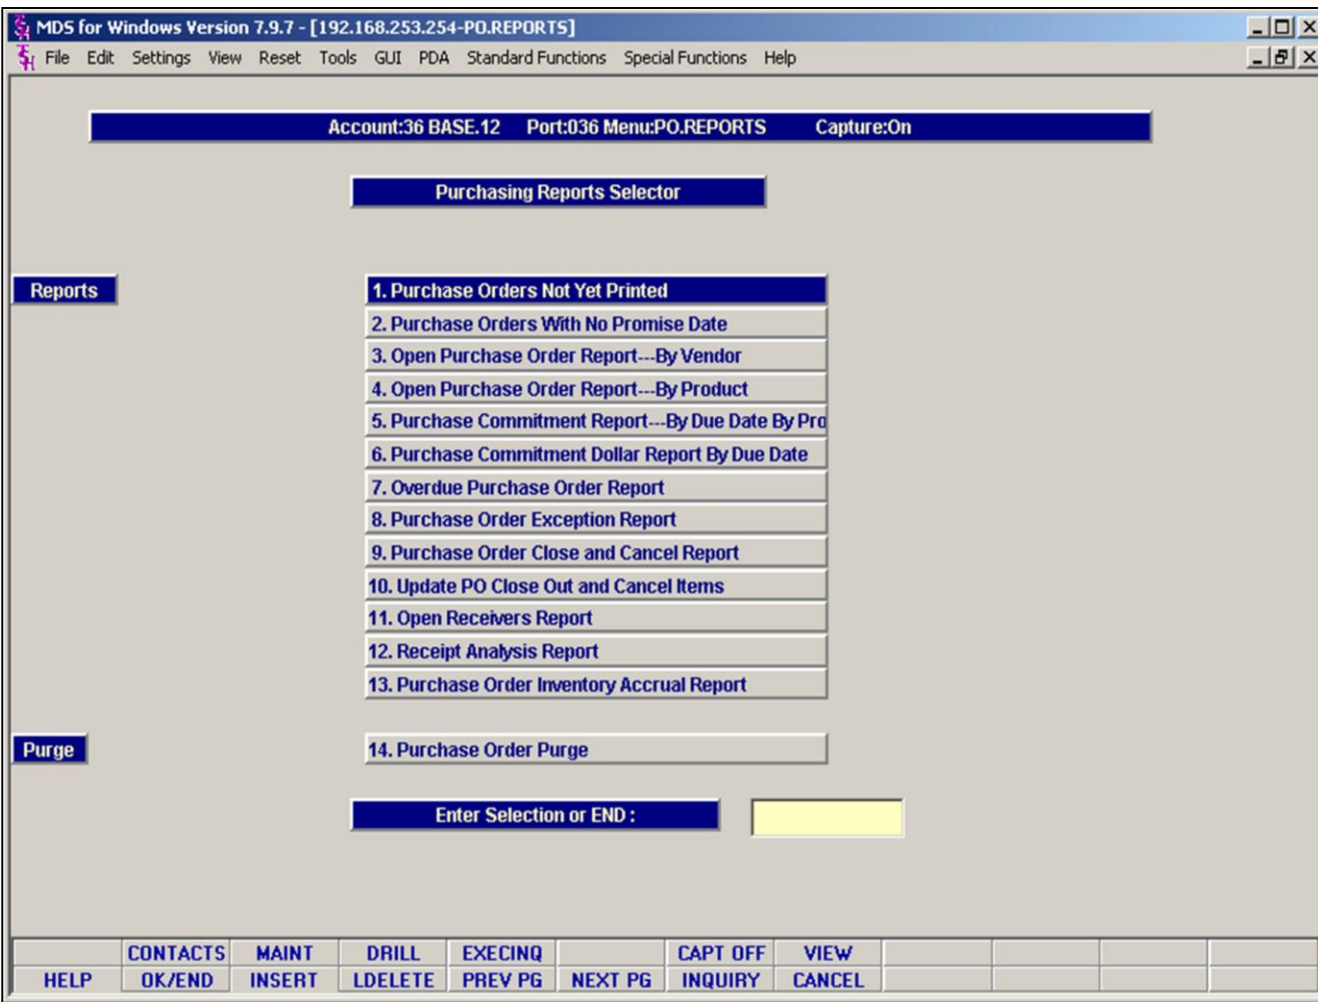 MDS for Windows Version 7.9.7 - [192.168.253.254-PO.REPORTS]
File Edit Settings View Reset Tools GUI PDA Standard Functions Special Functions Help
Account:36 BASE.12 Port:036 Menu:PO.REPORTS Capture:On
Purchasing Reports Selector
Reports
1. Purchase Orders Not Yet Printed
2. Purchase Orders With No Promise Date
3. Open Purchase Order Report---By Vendor
4. Open Purchase Order Report---By Product
5. Purchase Commitment Report---By Due Date By Pro
6. Purchase Commitment Dollar Report By Due Date
7. Overdue Purchase Order Report
8. Purchase Order Exception Report
9. Purchase Order Close and Cancel Report
10. Update PO Close Out and Cancel Items
11. Open Receivers Report
12. Receipt Analysis Report
13. Purchase Order Inventory Accrual Report
Purge
14. Purchase Order Purge
Enter Selection or END :
CONTACTS MAINT DRILL EXECINQ CAPT OFF VIEW
HELP OK/END INSERT LDELETE PREV PG NEXT PG INQUIRY CANCEL